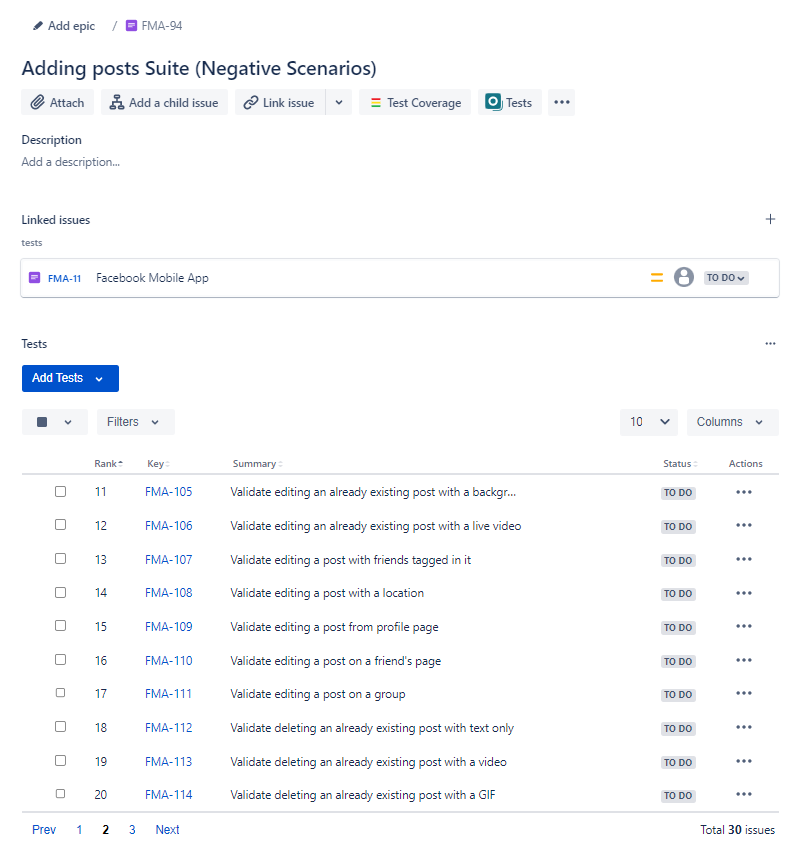 Add epic / FMA-94
Adding posts Suite (Negative Scenarios)
Attach Add a child issue Link issue Test Coverage Tests
Description
Add a description...
Linked issues
tests
FMA-11 Facebook Mobile App TO DO
Tests
Add Tests
Filters 10 Columns
Rank Key Summary Status Actions
11 FMA-105 Validate editing an already existing post with a backgr... TO DO
12 FMA-106 Validate editing an already existing post with a live video TO DO
13 FMA-107 Validate editing a post with friends tagged in it TO DO
14 FMA-108 Validate editing a post with a location TO DO
15 FMA-109 Validate editing a post from profile page TO DO
16 FMA-110 Validate editing a post on a friend's page TO DO
17 FMA-111 Validate editing a post on a group TO DO
18 FMA-112 Validate deleting an already existing post with text only TO DO
19 FMA-113 Validate deleting an already existing post with a video TO DO
20 FMA-114 Validate deleting an already existing post with a GIF TO DO
Prev 1 2 3 Next Total 30 issues